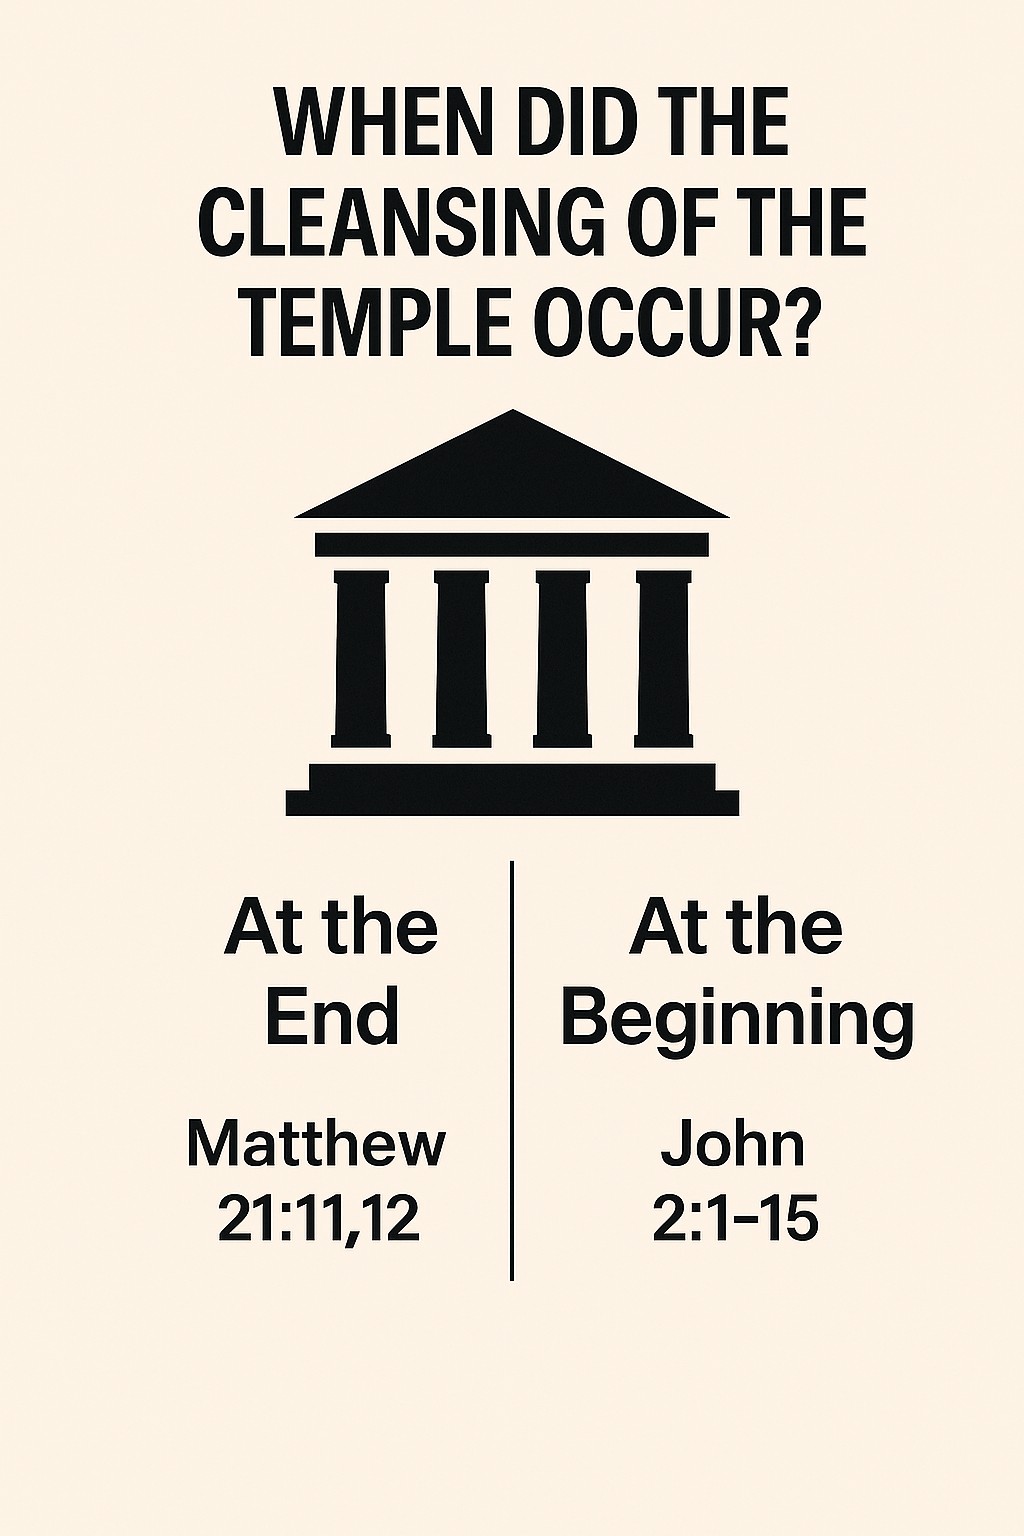 WHEN DID THE
CLEANSING OF THE
TEMPLE OCCUR?
At the
End
Matthew
21:11,12
At the
Beginning
John
2:1–15